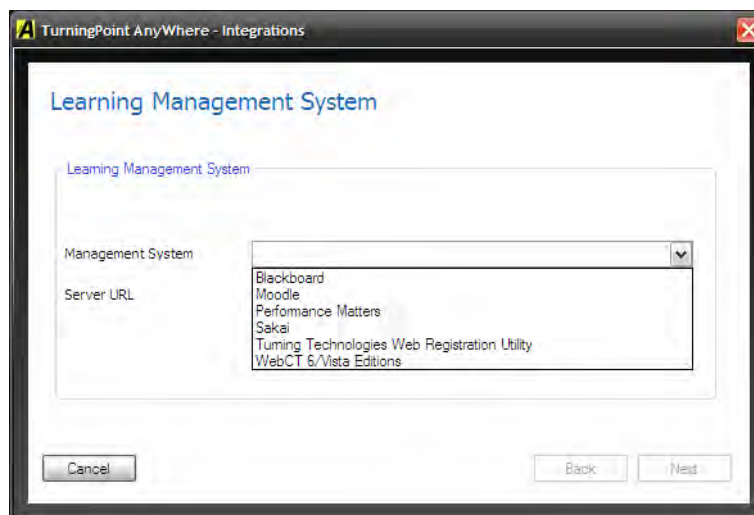 TurningPoint AnyWhere - Integrations
Learning Management System
Learning Management System
Management System
Server URL
Blackboard
Moodle
Performance Matters
Sakai
Turning Technologies Web Registration Utility
WebCT 6/Vista Editions
Cancel
Back
Next